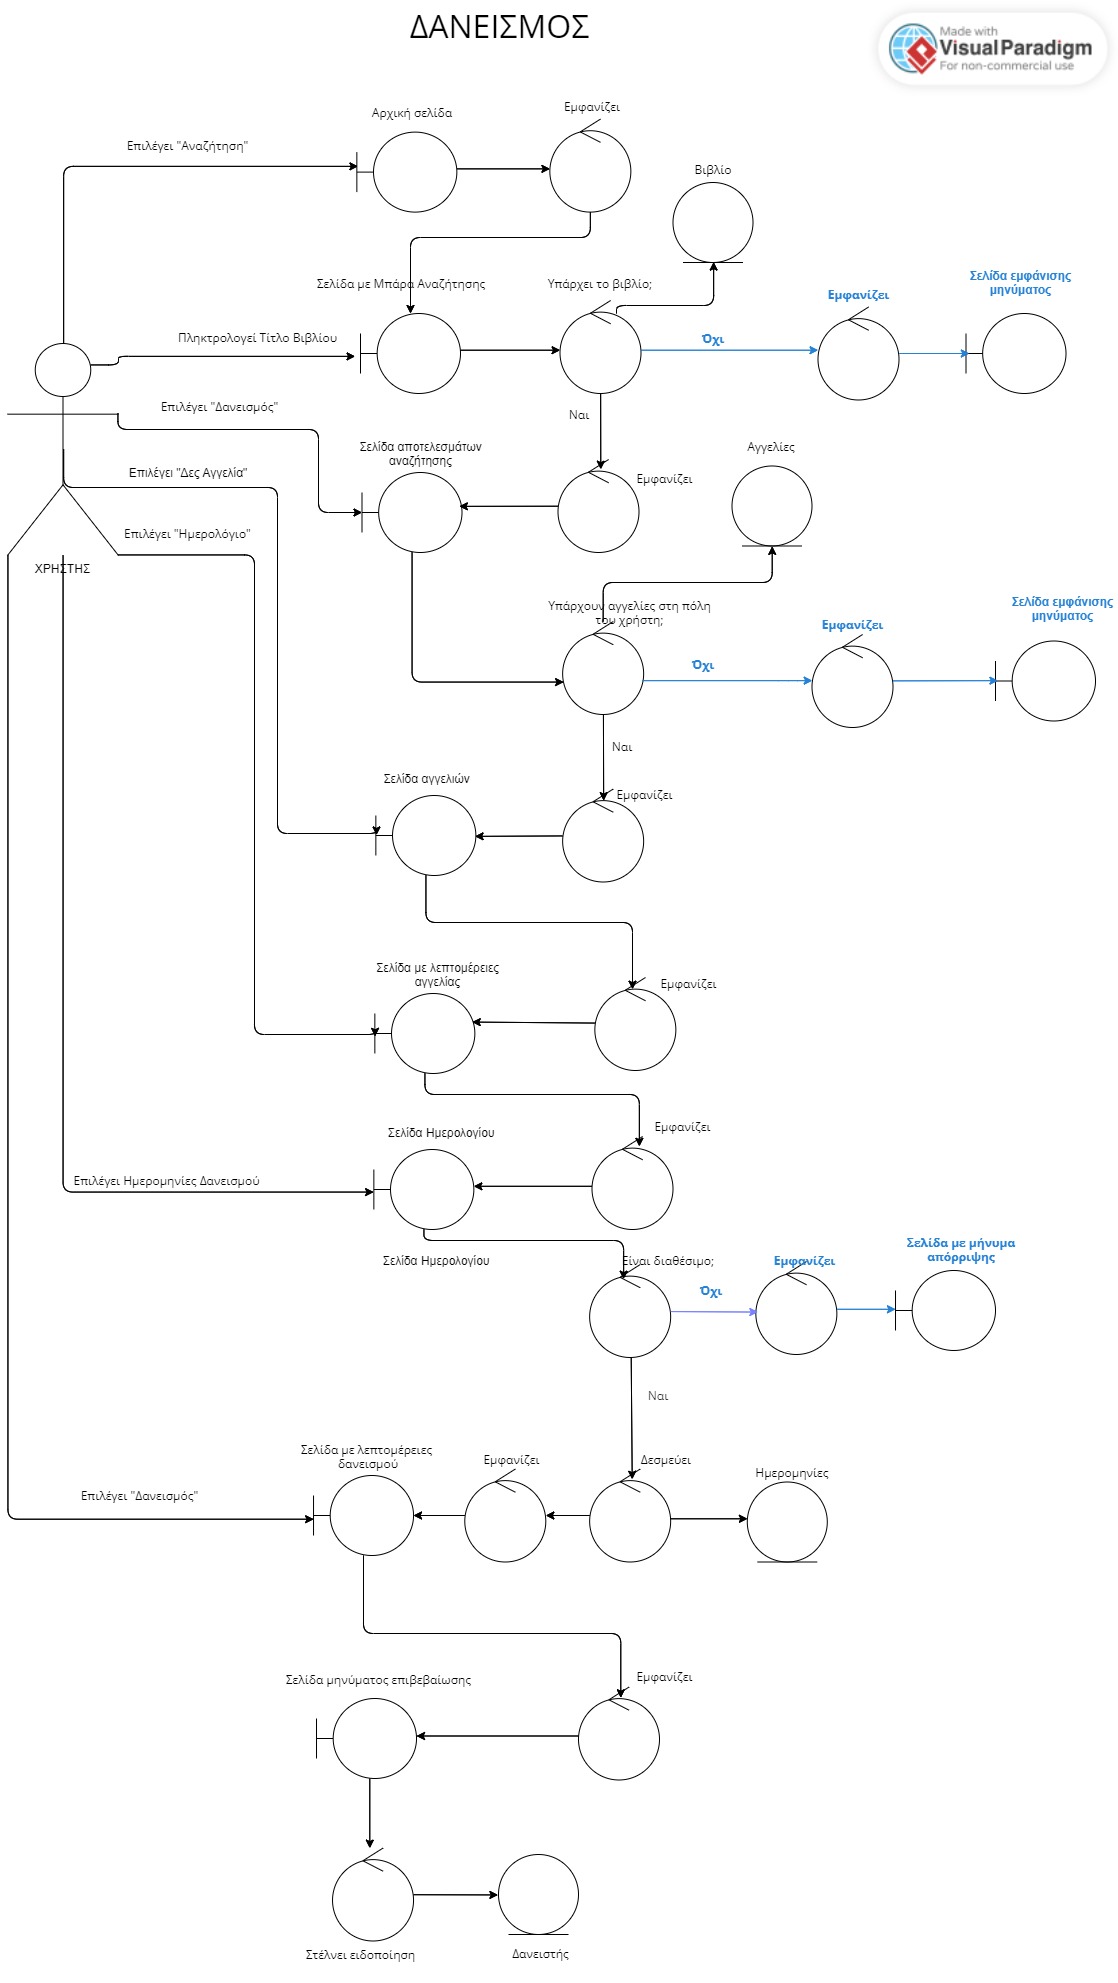 ΔΑΝΕΙΣΜΟΣ
Made with
Visual Paradigm
For non-commercial use
Αρχική σελίδα
Εμφανίζει
Επιλέγει "Αναζήτηση"
Βιβλίο
Σελίδα με Μπάρα Αναζήτησης
Υπάρχει το βιβλίο;
Εμφανίζει
Σελίδα εμφάνισης
μηνύματος
Πληκτρολογεί Τίτλο Βιβλίου
Όχι
Επιλέγει "Δανεισμός"
Ναι
Σελίδα αποτελεσμάτων
αναζήτησης
Αγγελίες
Επιλέγει "Δες Αγγελία"
Εμφανίζει
Επιλέγει "Ημερολόγιο"
ΧΡΗΣΤΗΣ
Υπάρχουν αγγελίες στη πόλη
του χρήστη;
Εμφανίζει
Σελίδα εμφάνισης
μηνύματος
Όχι
Ναι
Σελίδα αγγελιών
Εμφανίζει
Σελίδα με λεπτομέρειες
αγγελίας
Εμφανίζει
Σελίδα Ημερολογίου
Εμφανίζει
Επιλέγει Ημερομηνίες Δανεισμού
Σελίδα Ημερολογίου
Είναι διαθέσιμο;
Εμφανίζει
Σελίδα με μήνυμα
απόρριψης
Όχι
Ναι
Σελίδα με λεπτομέρειες
δανεισμού
Εμφανίζει
Δεσμεύει
Ημερομηνίες
Επιλέγει "Δανεισμός"
Σελίδα μηνύματος επιβεβαίωσης
Εμφανίζει
Στέλνει ειδοποίηση
Δανειστής